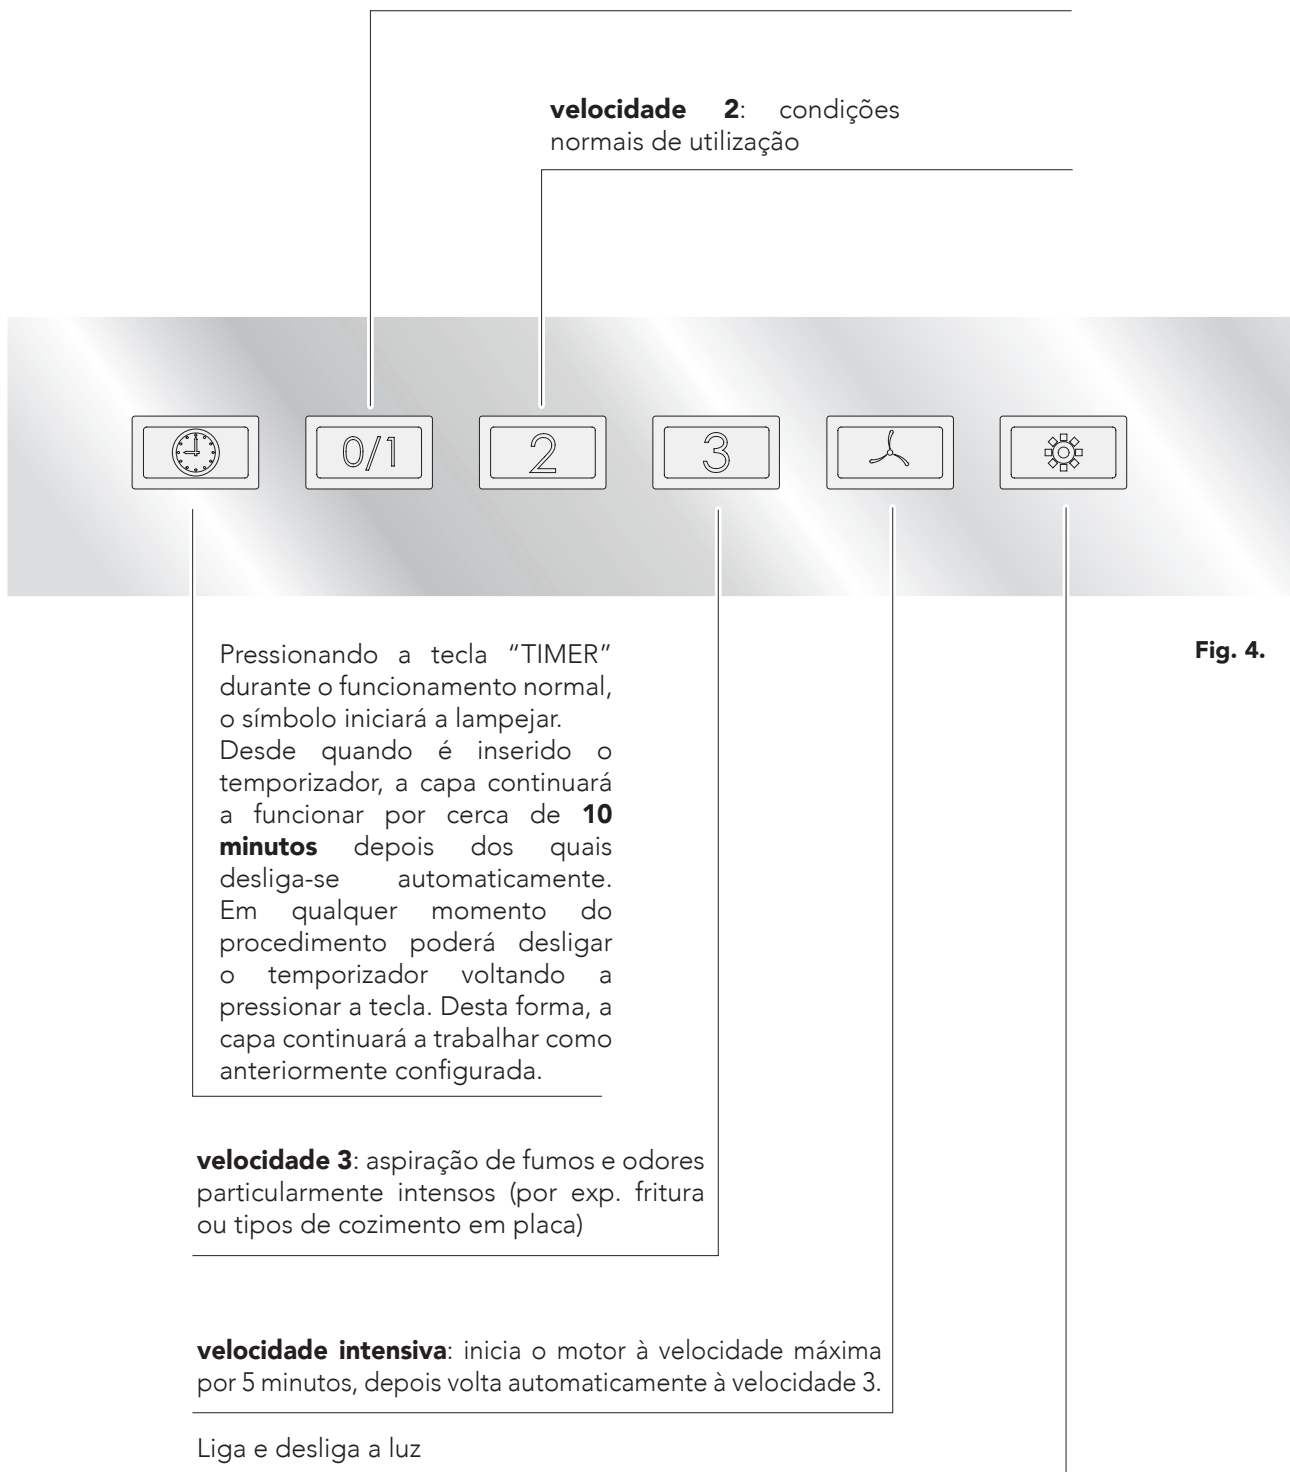 velocidade 2: condições
normais de utilização
0/1
2
3
Fig. 4.
Pressionando a tecla “TIMER”
durante o funcionamento normal,
o símbolo iniciará a lampejar.
Desde quando é inserido o
temporizador, a capa continuará
a funcionar por cerca de 10
minutos depois dos quais
desliga-se automaticamente.
Em qualquer momento do
procedimento poderá desligar
o temporizador voltando a
pressionar a tecla. Desta forma, a
capa continuará a trabalhar como
anteriormente configurada.
velocidade 3: aspiração de fumos e odores
particularmente intensos (por exp. fritura
ou tipos de cozimento em placa)
velocidade intensiva: inicia o motor à velocidade máxima
por 5 minutos, depois volta automaticamente à velocidade 3.
Liga e desliga a luz